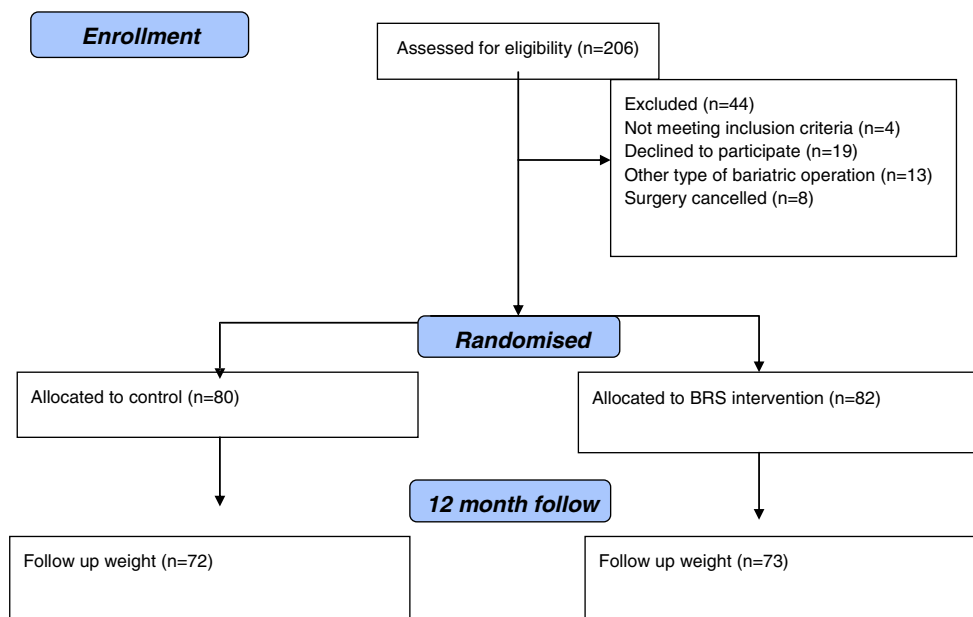 Enrollment
Assessed for eligibility (n=206)
Excluded (n=44)
Not meeting inclusion criteria (n=4)
Declined to participate (n=19)
Other type of bariatric operation (n=13)
Surgery cancelled (n=8)
Randomised
Allocated to control (n=80)
Allocated to BRS intervention (n=82)
12 month follow
Follow up weight (n=72)
Follow up weight (n=73)